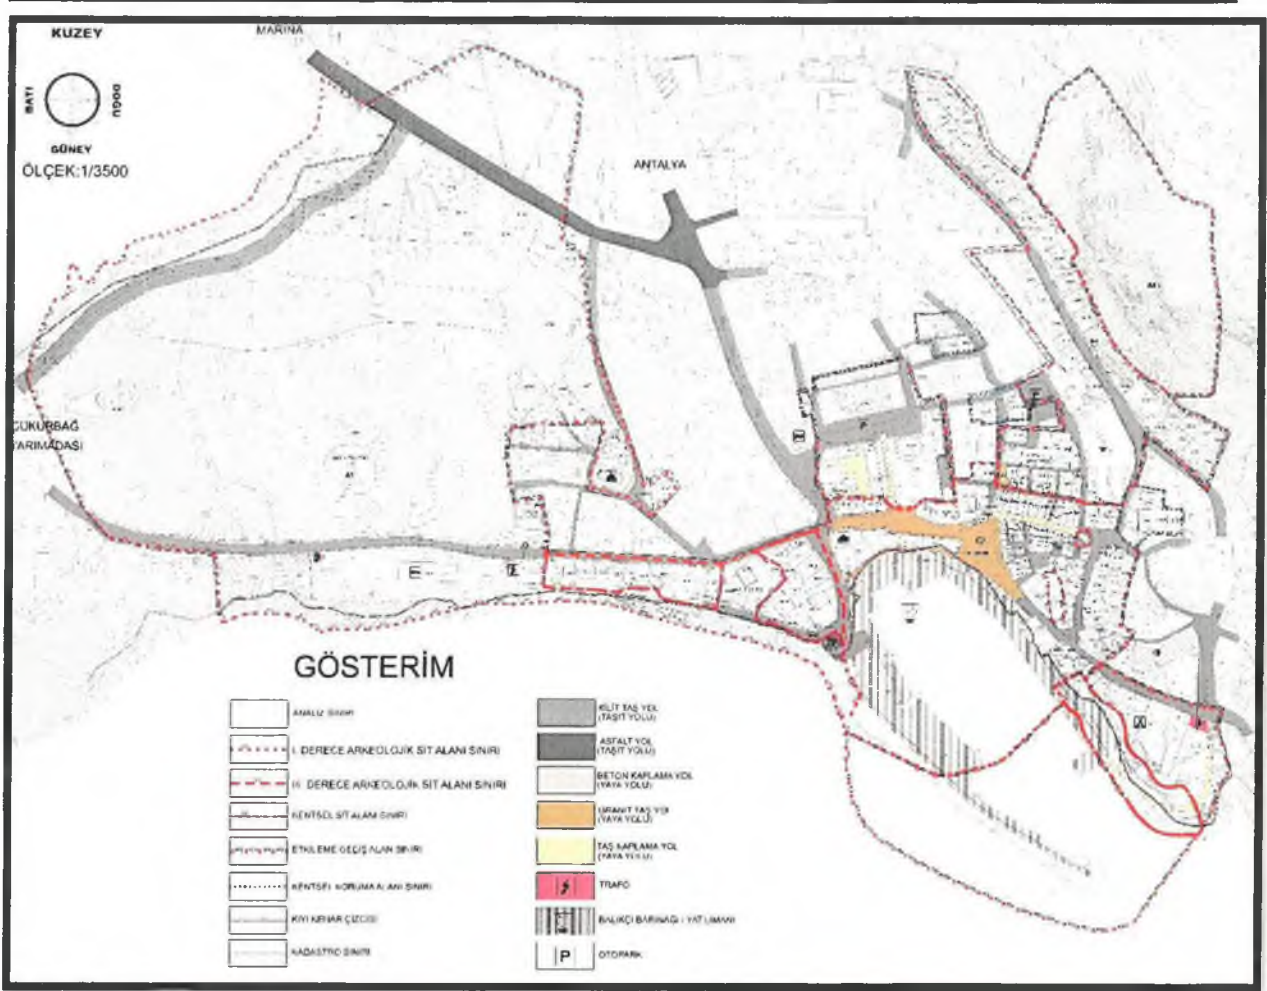 KUZEY
MARINA
BATI
DOĞU
GÜNEY
ÖLÇEK:1/3500
ANTALYA
ÇUKURBAĞ
YARIMADASI
P
GÖSTERİM
ANALİZ SINIRI
I. DERECE ARKEOLOJİK SİT ALANI SINIRI
III. DERECE ARKEOLOJİK SİT ALANI SINIRI
KENTSEL SİT ALANI SINIRI
ETKİLEME GEÇİŞ ALAN SINIRI
KENTSEL KORUMA ALANI SINIRI
KIYI KENAR ÇİZGİSİ
KADASTRO SINIRI
KİLİT TAŞ YOL
(TAŞIT YOLU)
ASFALT YOL
(TAŞIT YOLU)
BETON KAPLAMA YOL
(YAYA YOLU)
GRANİT TAŞ YOL
(YAYA YOLU)
TAŞ KAPLAMA YOL
(YAYA YOLU)
TRAFO
BALIKÇI BARINAĞI / YAT LİMANI
P
OTOPARK